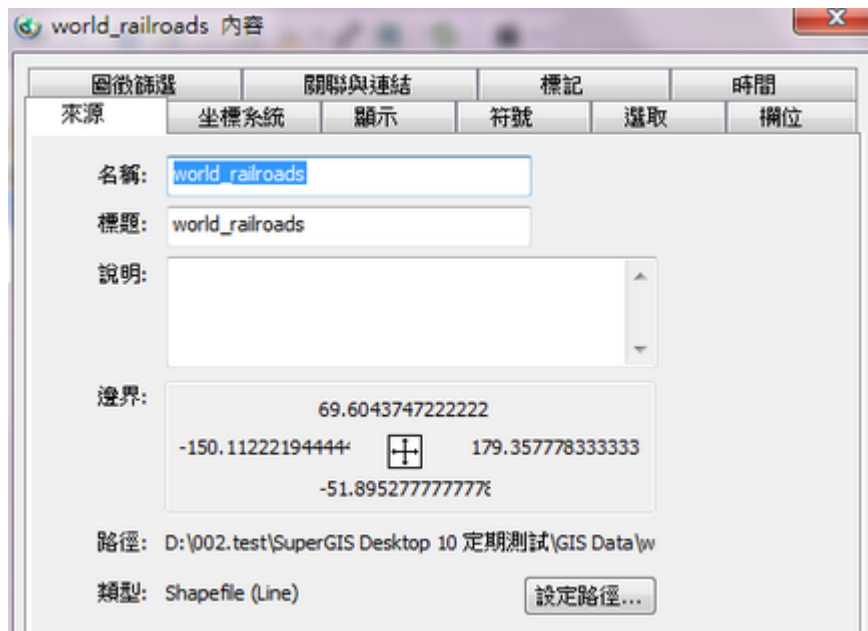 world_railroads 內容
圖徵篩選 關聯與連結 標記 時間
來源 坐標系統 顯示 符號 選取 欄位
名稱: world_railroads
標題: world_railroads
說明:
邊界:
69.6043747222222
-150.11222194444 179.357778333333
-51.8952777777778
路徑: D:\002.test\SuperGIS Desktop 10 定期測試\GIS Data\w
類型: Shapefile (Line) 設定路徑...